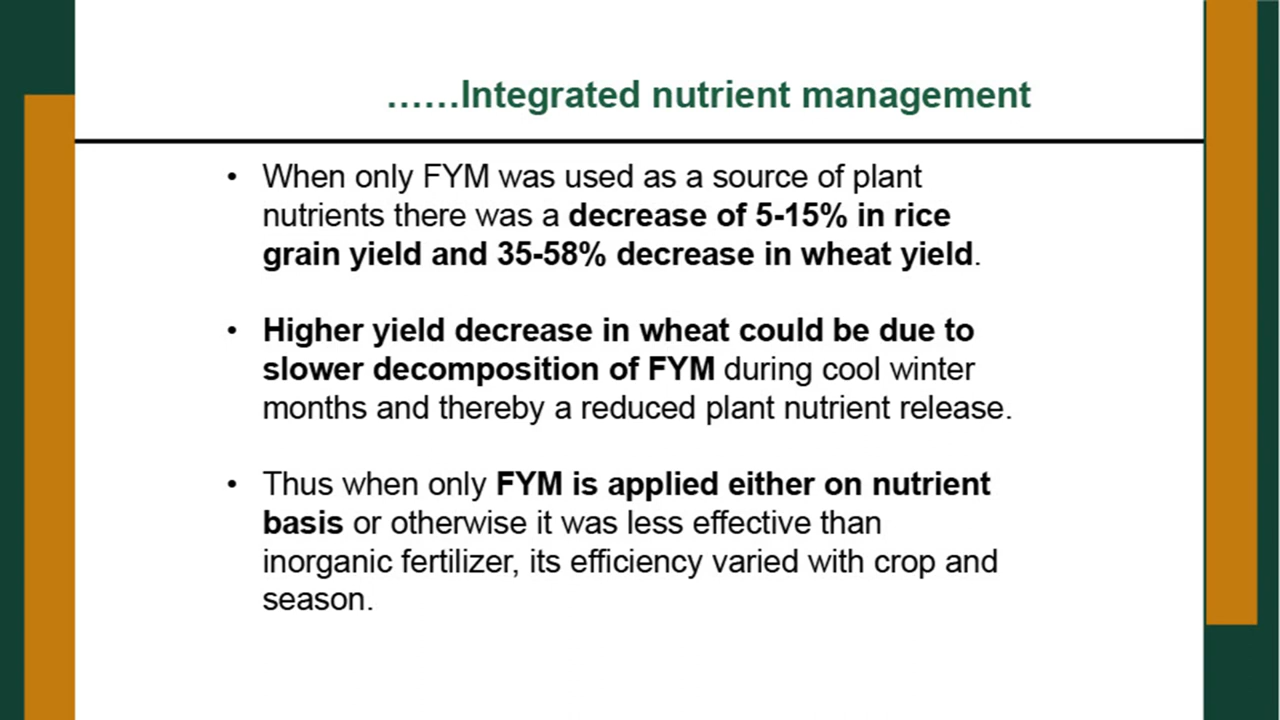 ......Integrated nutrient management
• When only FYM was used as a source of plant
nutrients there was a decrease of 5-15% in rice
grain yield and 35-58% decrease in wheat yield.
• Higher yield decrease in wheat could be due to
slower decomposition of FYM during cool winter
months and thereby a reduced plant nutrient release.
• Thus when only FYM is applied either on nutrient
basis or otherwise it was less effective than
inorganic fertilizer, its efficiency varied with crop and
season.